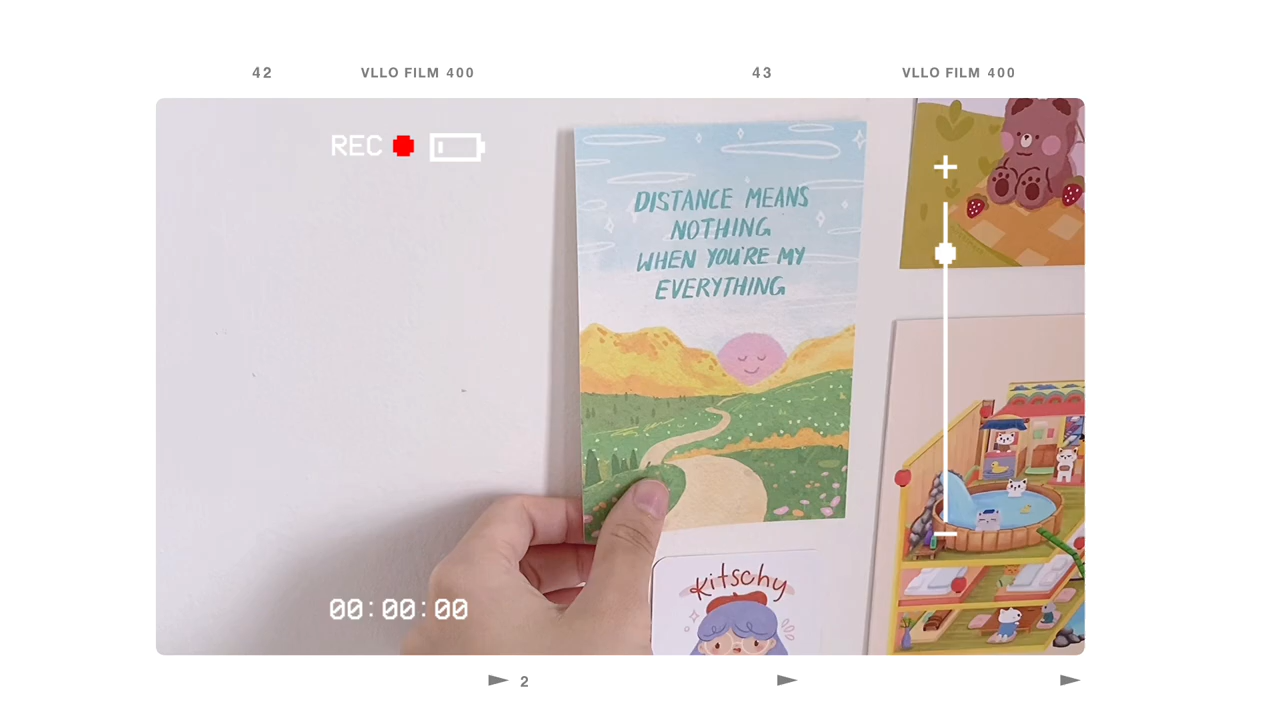 42 VLLO FILM 400 43 VLLO FILM 400
REC
DISTANCE MEANS
NOTHING
WHEN YOU'RE MY
EVERYTHING
Kitschy
00:00:00
2